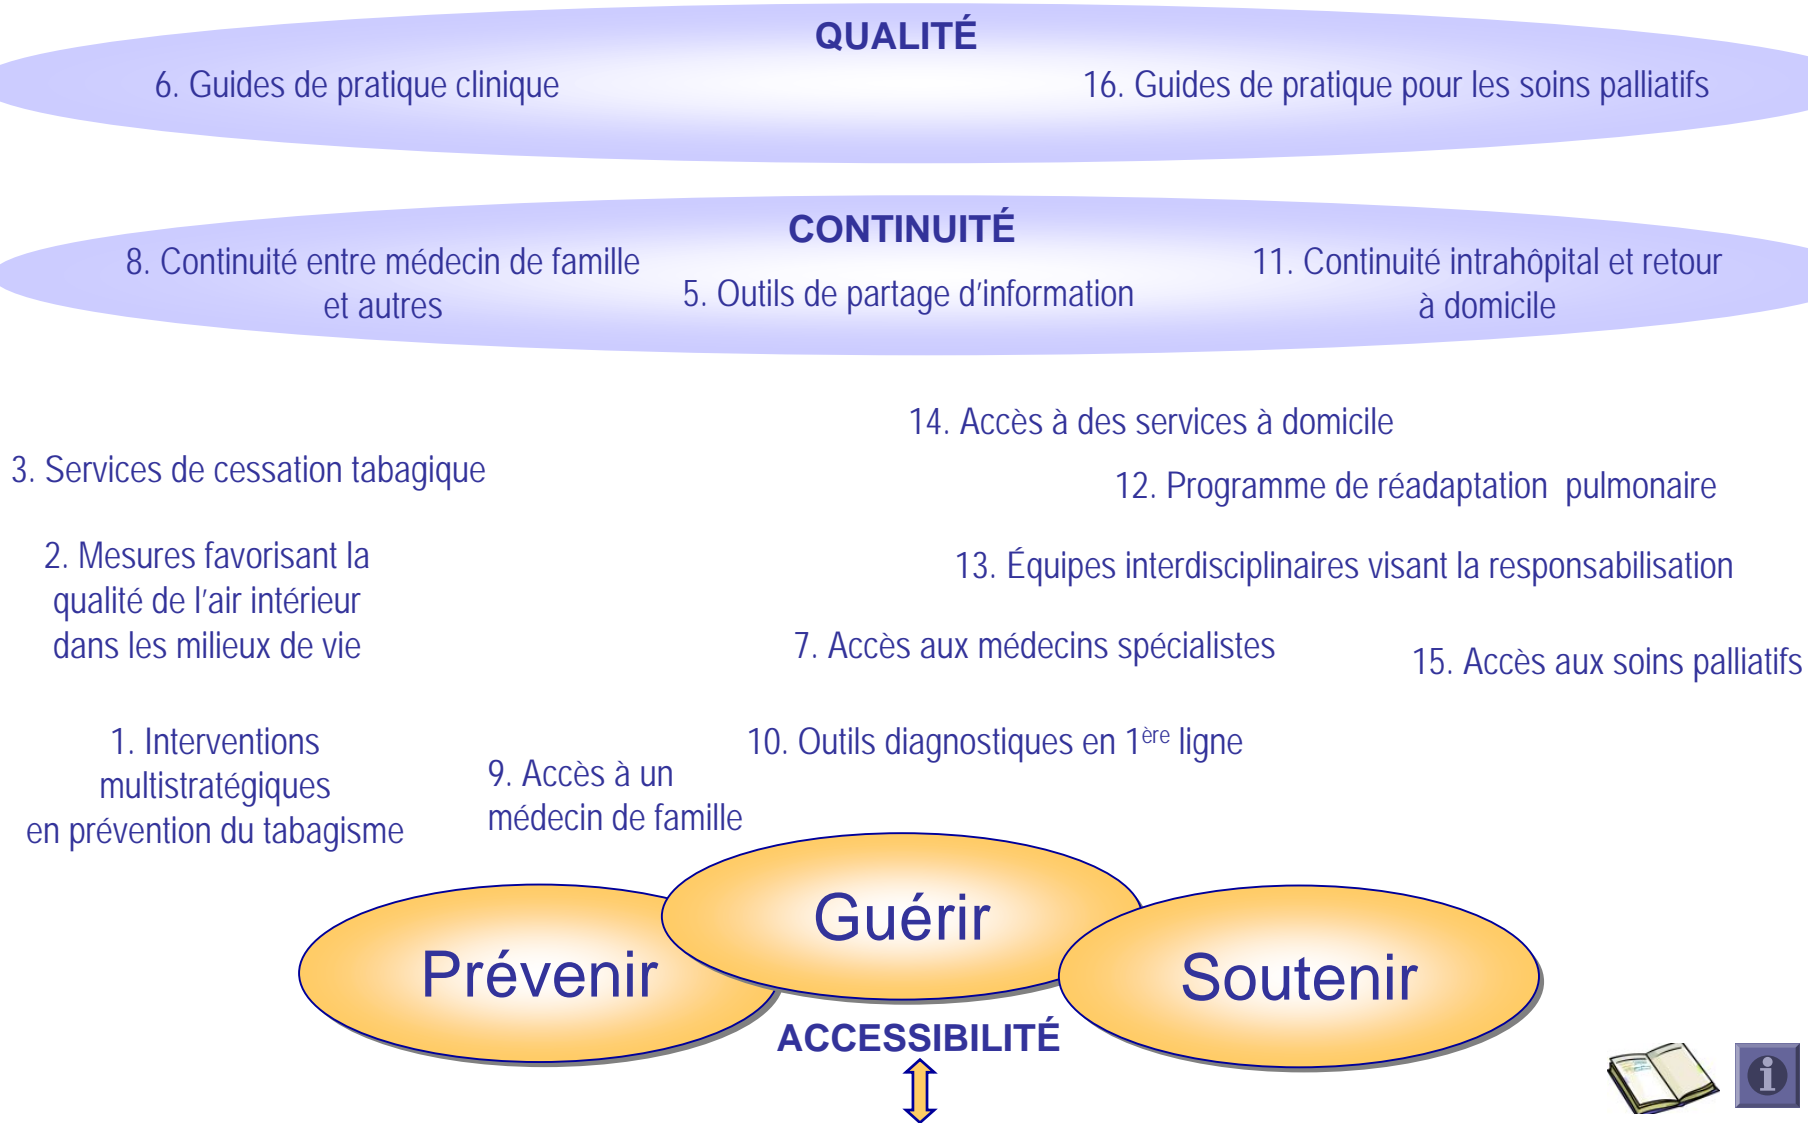 QUALITÉ
6. Guides de pratique clinique
16. Guides de pratique pour les soins palliatifs
CONTINUITÉ
8. Continuité entre médecin de famille
et autres
5. Outils de partage d'information
11. Continuité intrahôpital et retour
à domicile
14. Accès à des services à domicile
3. Services de cessation tabagique
12. Programme de réadaptation pulmonaire
2. Mesures favorisant la
qualité de l'air intérieur
dans les milieux de vie
13. Équipes interdisciplinaires visant la responsabilisation
7. Accès aux médecins spécialistes
15. Accès aux soins palliatifs
1. Interventions
multistratégiques
en prévention du tabagisme
9. Accès à un
médecin de famille
10. Outils diagnostiques en 1ère ligne
Prévenir
Guérir
Soutenir
ACCESSIBILITÉ